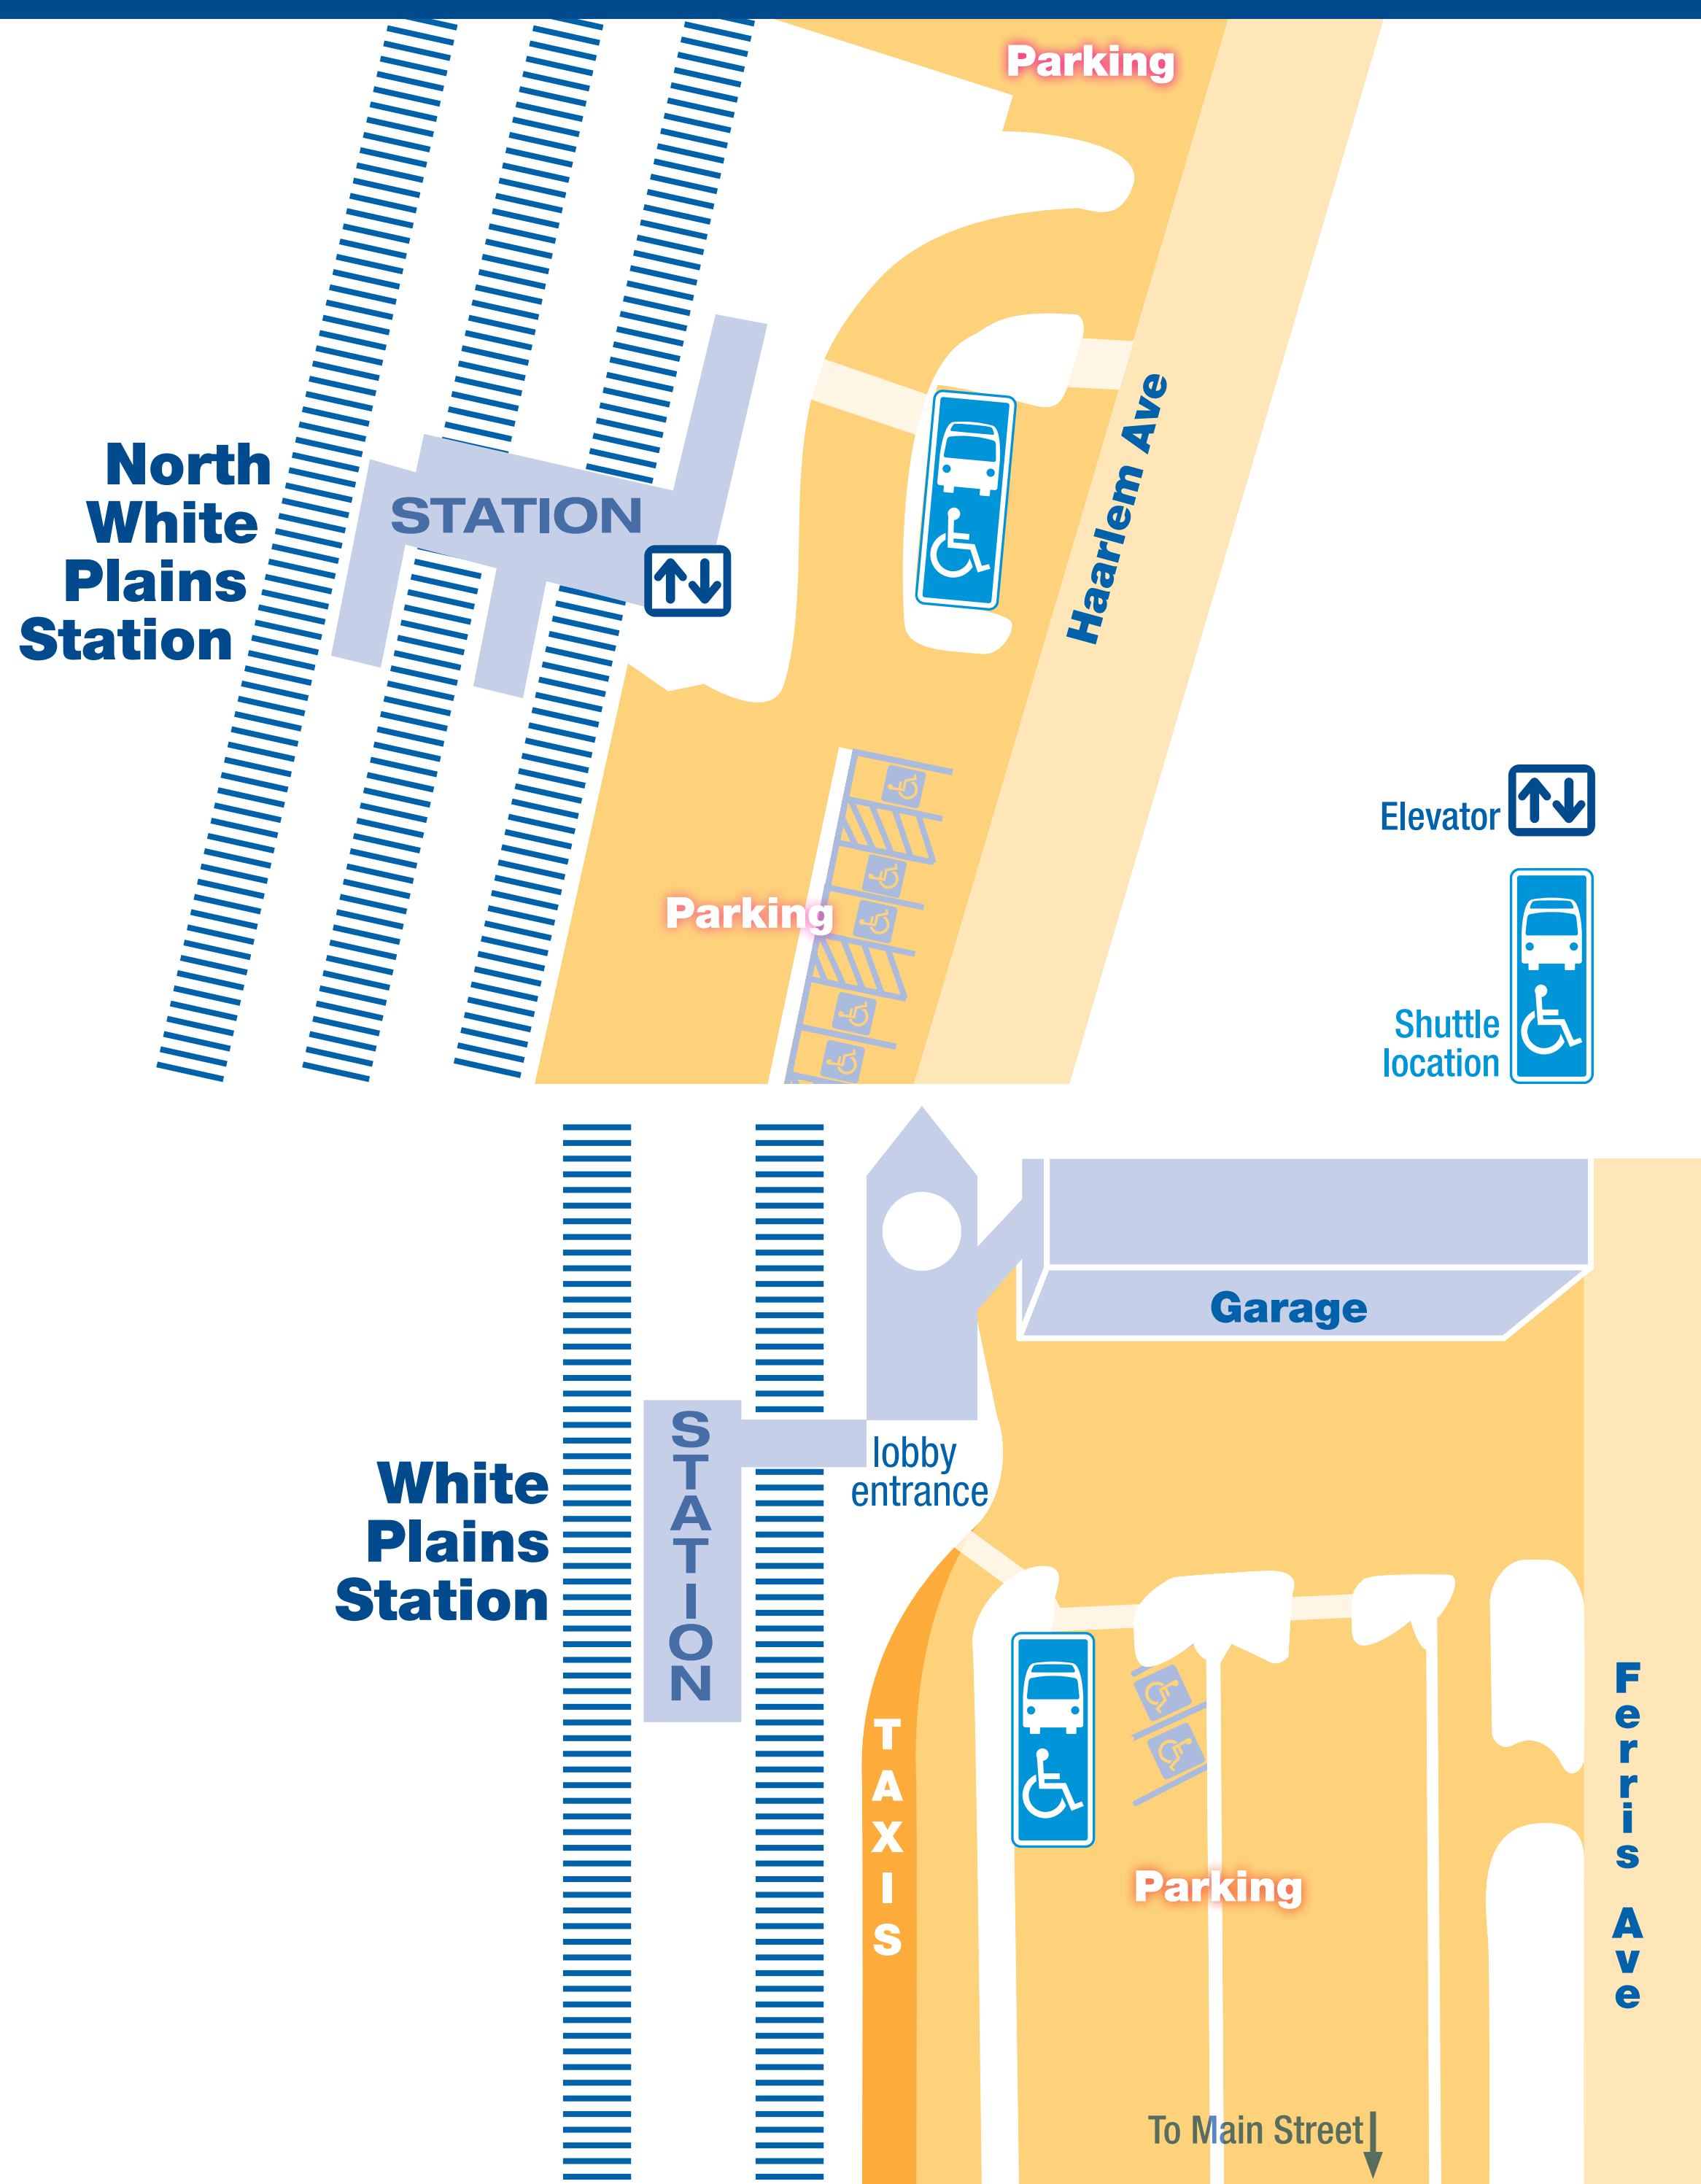 Parking
North
White
Plains
Station
STATION
Haarlem Ave
Elevator
Parking
Shuttle
location
Garage
White
Plains
Station
STATION
lobby
entrance
TAXIS
Ferris Ave
Parking
To Main Street